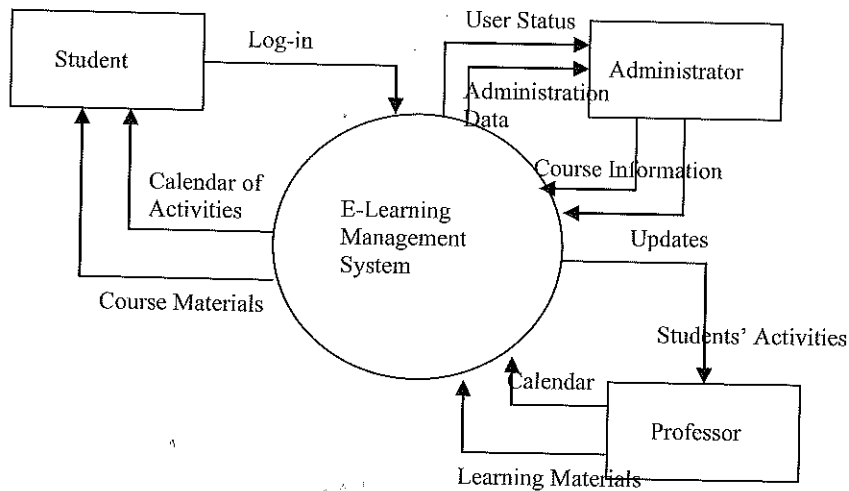 User Status
Log-in
Student
Administrator
Administration
Data
Course Information
Calendar of
Activities
E-Learning
Management
System
Updates
Course Materials
Students' Activities
Calendar
Professor
Learning Materials